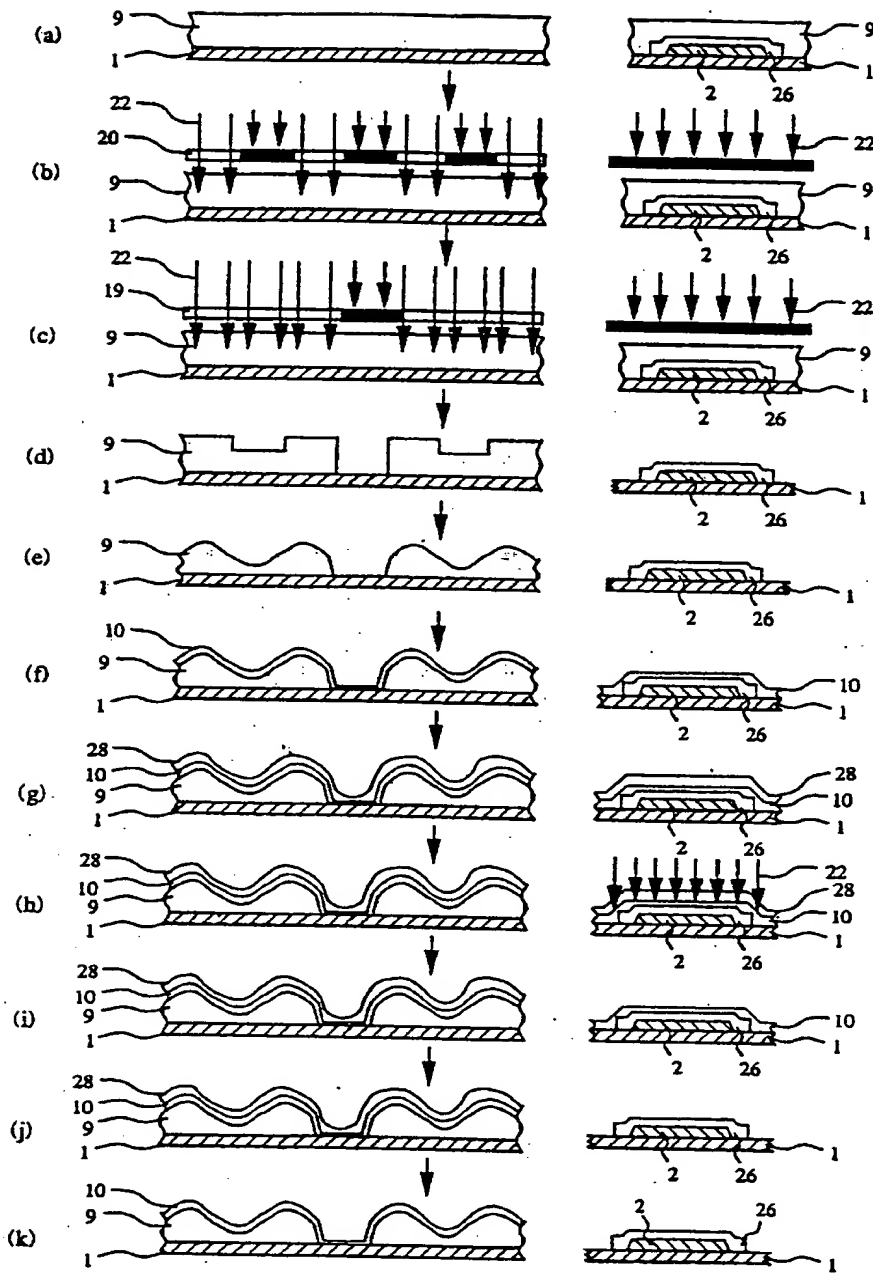 (a) 9 1 9 1 2 26
(b) 22 20 9 1 22 9 1 2 26
(c) 22 19 9 1 22 9 1 2 26
(d) 9 1 1 2 26
(e) 9 1 1 2 26
(f) 10 9 1 10 1 2 26
(g) 28 10 9 1 28 10 1 2 26
(h) 28 10 9 1 22 28 10 1 2 26
(i) 28 10 9 1 10 1 2 26
(j) 28 10 9 1 1 2 26
(k) 10 9 1 2 26 1